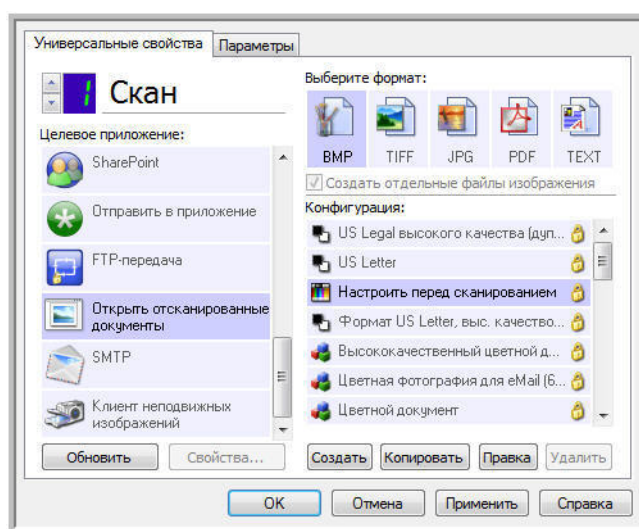 Универсальные свойства Параметры
1 Скан
Целевое приложение:
SharePoint
Отправить в приложение
FTP-передача
Открыть отсканированные
документы
SMTP
Клиент неподвижных
изображений
Обновить Свойства...
Выберите формат:
BMP TIFF JPG PDF TEXT
Создать отдельные файлы изображения
Конфигурация:
US Legal высокого качества (дуп...
US Letter
Настроить перед сканированием
Формат US Letter, выс. качество...
Высококачественный цветной д...
Цветная фотография для eMail (6...
Цветной документ
Создать Копировать Правка Удалить
OK Отмена Применить Справка